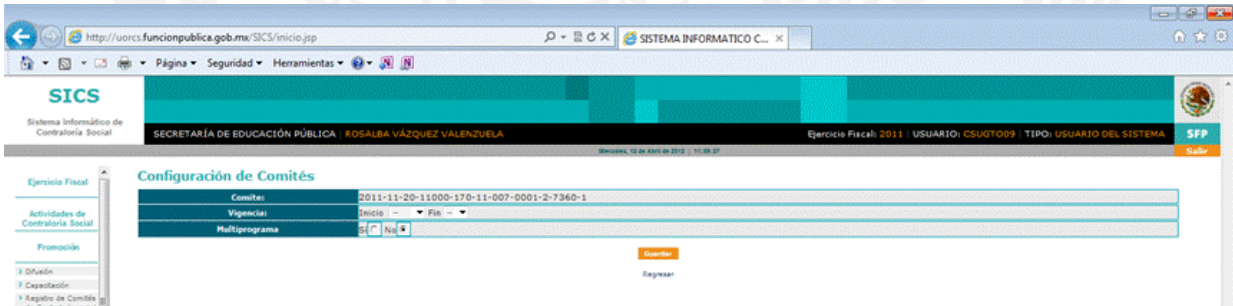 http://uorcs.funcionpublica.gob.mx/SICS/inicio.jsp
SISTEMA INFORMATICO C...
Página Seguridad Herramientas
SICS
Sistema Informático de
Contraloría Social
SECRETARÍA DE EDUCACIÓN PÚBLICA | ROSALBA VÁZQUEZ VALENZUELA
Ejercicio Fiscal: 2011 | USUARIO: CSUGTO09 | TIPO: USUARIO DEL SISTEMA
SFP
Salir
Ejercicio Fiscal
Actividades de
Contraloría Social
Promoción
Difusión
Capacitación
Registro de Comités
Configuración de Comités
Comite: 2011-11-20-11000-170-11-007-0001-2-7360-1
Vigencia: Inicio -- Fin --
Multiprograma Si No
Guardar
Regresar